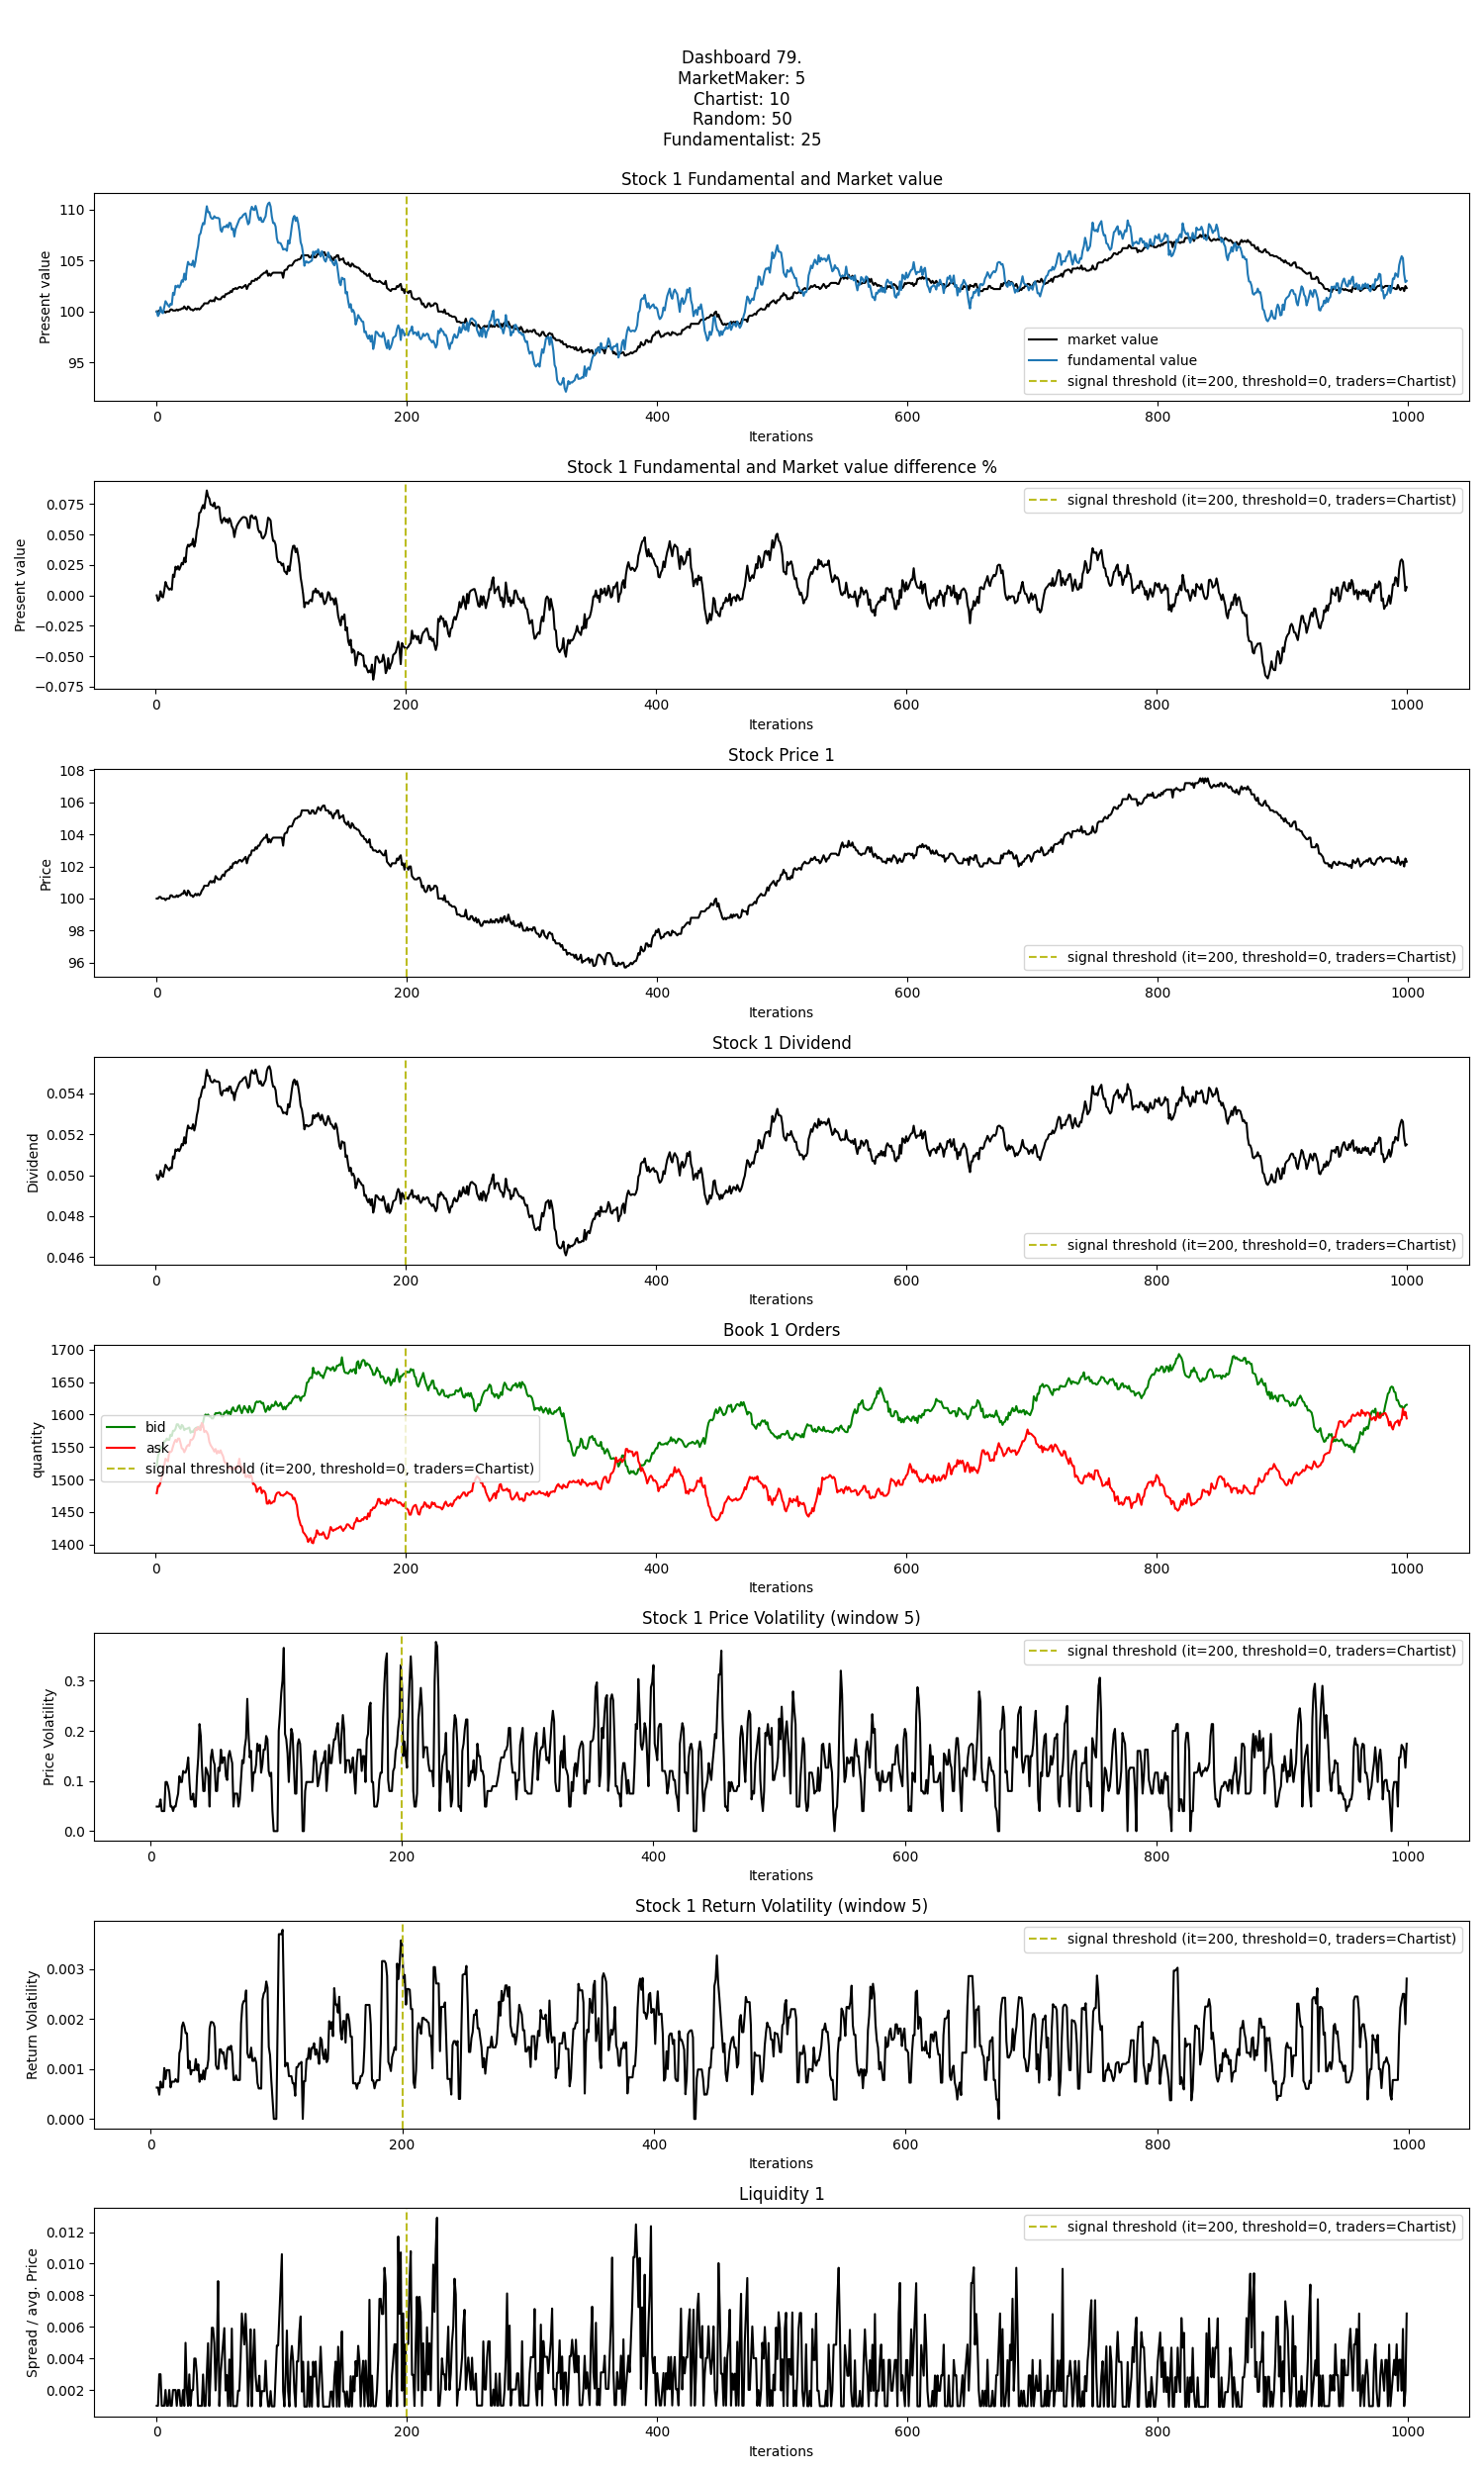 Dashboard 79.
MarketMaker: 5
Chartist: 10
Random: 50
Fundamentalist: 25
Stock 1 Fundamental and Market value
Present value
110
105
100
95
market value
fundamental value
signal threshold (it=200, threshold=0, traders=Chartist)
0 200 400 600 800 1000
Iterations
Stock 1 Fundamental and Market value difference %
Present value
0.075
0.050
0.025
0.000
−0.025
−0.050
−0.075
signal threshold (it=200, threshold=0, traders=Chartist)
0 200 400 600 800 1000
Iterations
Stock Price 1
Price
108
106
104
102
100
98
96
signal threshold (it=200, threshold=0, traders=Chartist)
0 200 400 600 800 1000
Iterations
Stock 1 Dividend
Dividend
0.054
0.052
0.050
0.048
0.046
signal threshold (it=200, threshold=0, traders=Chartist)
0 200 400 600 800 1000
Iterations
Book 1 Orders
quantity
1700
1650
1600
1550
1500
1450
1400
bid
ask
signal threshold (it=200, threshold=0, traders=Chartist)
0 200 400 600 800 1000
Iterations
Stock 1 Price Volatility (window 5)
Price Volatility
0.3
0.2
0.1
0.0
signal threshold (it=200, threshold=0, traders=Chartist)
0 200 400 600 800 1000
Iterations
Stock 1 Return Volatility (window 5)
Return Volatility
0.003
0.002
0.001
0.000
signal threshold (it=200, threshold=0, traders=Chartist)
0 200 400 600 800 1000
Iterations
Liquidity 1
Spread / avg. Price
0.012
0.010
0.008
0.006
0.004
0.002
signal threshold (it=200, threshold=0, traders=Chartist)
0 200 400 600 800 1000
Iterations